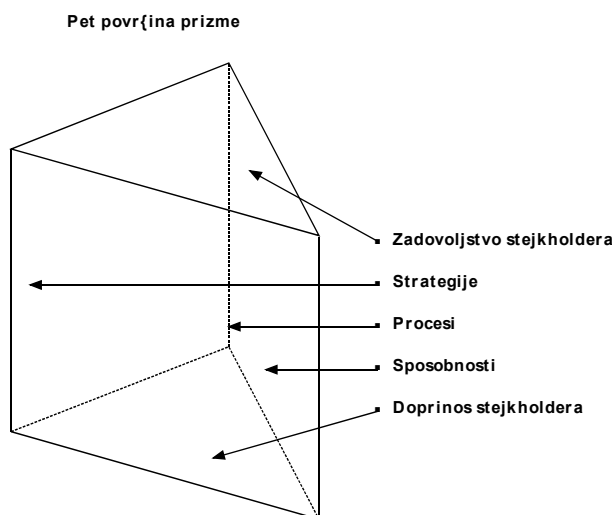 Pet povr{ina prizme
Zadovoljstvo stejkholdera
Strategije
Procesi
Sposobnosti
Doprinos stejkholdera